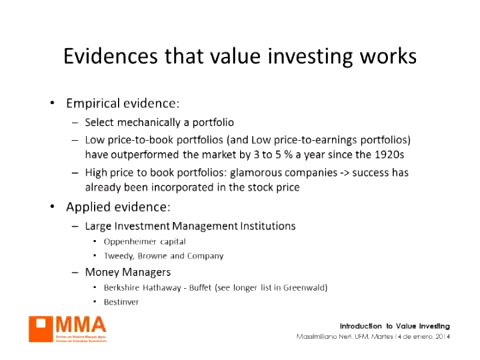 Evidences that value investing works
• Empirical evidence:
– Select mechanically a portfolio
– Low price-to-book portfolios (and Low price-to-earnings portfolios)
have outperformed the market by 3 to 5 % a year since the 1920s
– High price to book portfolios: glamorous companies -> success has
already been incorporated in the stock price
• Applied evidence:
– Large Investment Management Institutions
• Oppenheimer capital
• Tweedy, Browne and Company
– Money Managers
• Berkshire Hathaway - Buffet (see longer list in Greenwald)
• Bestinver
MMA
Introduction to Value Investing
Massimiliano Neri, UFM, Martes 14 de enero, 2014